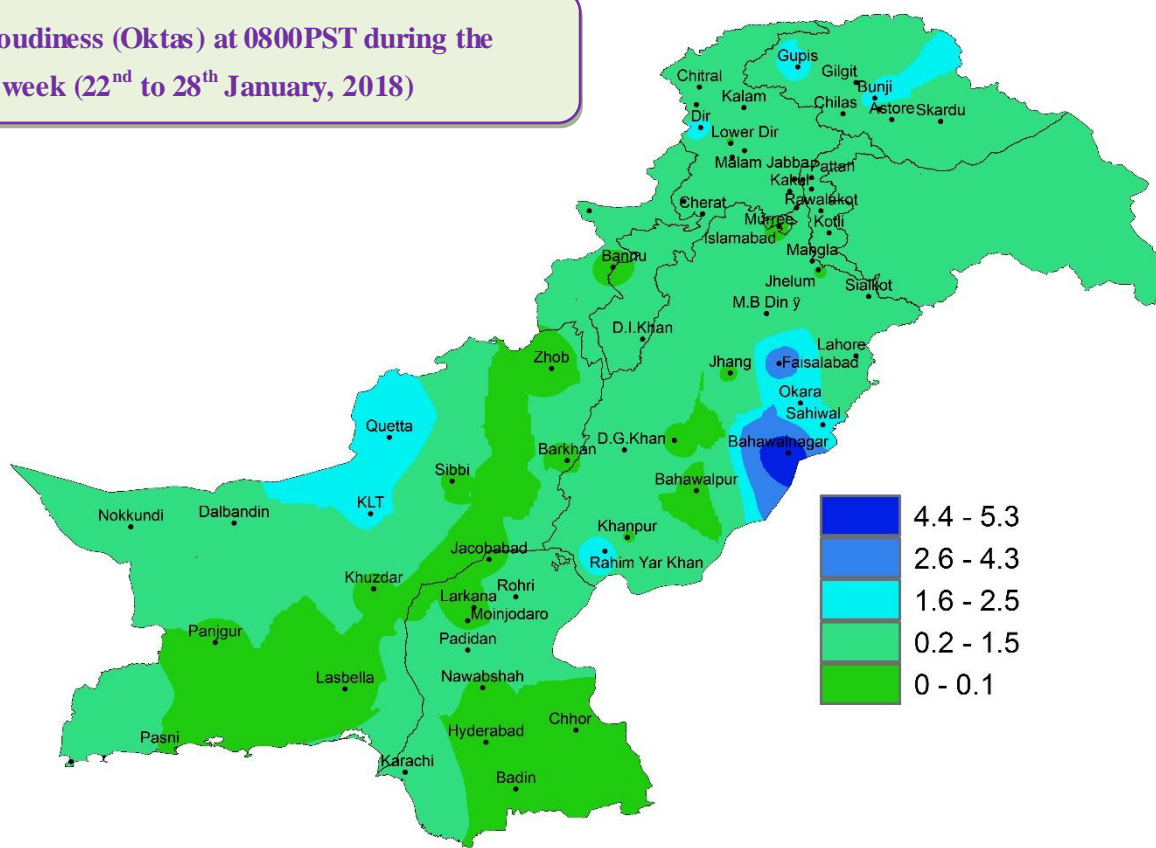 oudiness (Oktas) at 0800PST during the
week (22nd to 28th January, 2018)
Gupis
Gilgit
Chitral
Bunji
Kalam
Chilas
Astore Skardu
Dir
Lower Dir
Malam Jabba
Pattan
Kakul
Cherat
Rawalakot
Murree
Kotli
Islamabad
Mangla
Bannu
Jhelum
Sialkot
M.B Din ÿ
D.I.Khan
Lahore
Zhob
Jhang
Faisalabad
Okara
Sahiwal
Quetta
D.G.Khan
Bahawalnagar
Barkhan
Sibbi
Bahawalpur
KLT
Nokkundi
Dalbandin
Khanpur
Jacobabad
Rahim Yar Khan
Khuzdar
Rohri
Larkana
Moinjodaro
Panjgur
Padidan
Lasbella
Nawabshah
Chhor
Hyderabad
Pasni
Karachi
Badin
4.4 - 5.3
2.6 - 4.3
1.6 - 2.5
0.2 - 1.5
0 - 0.1